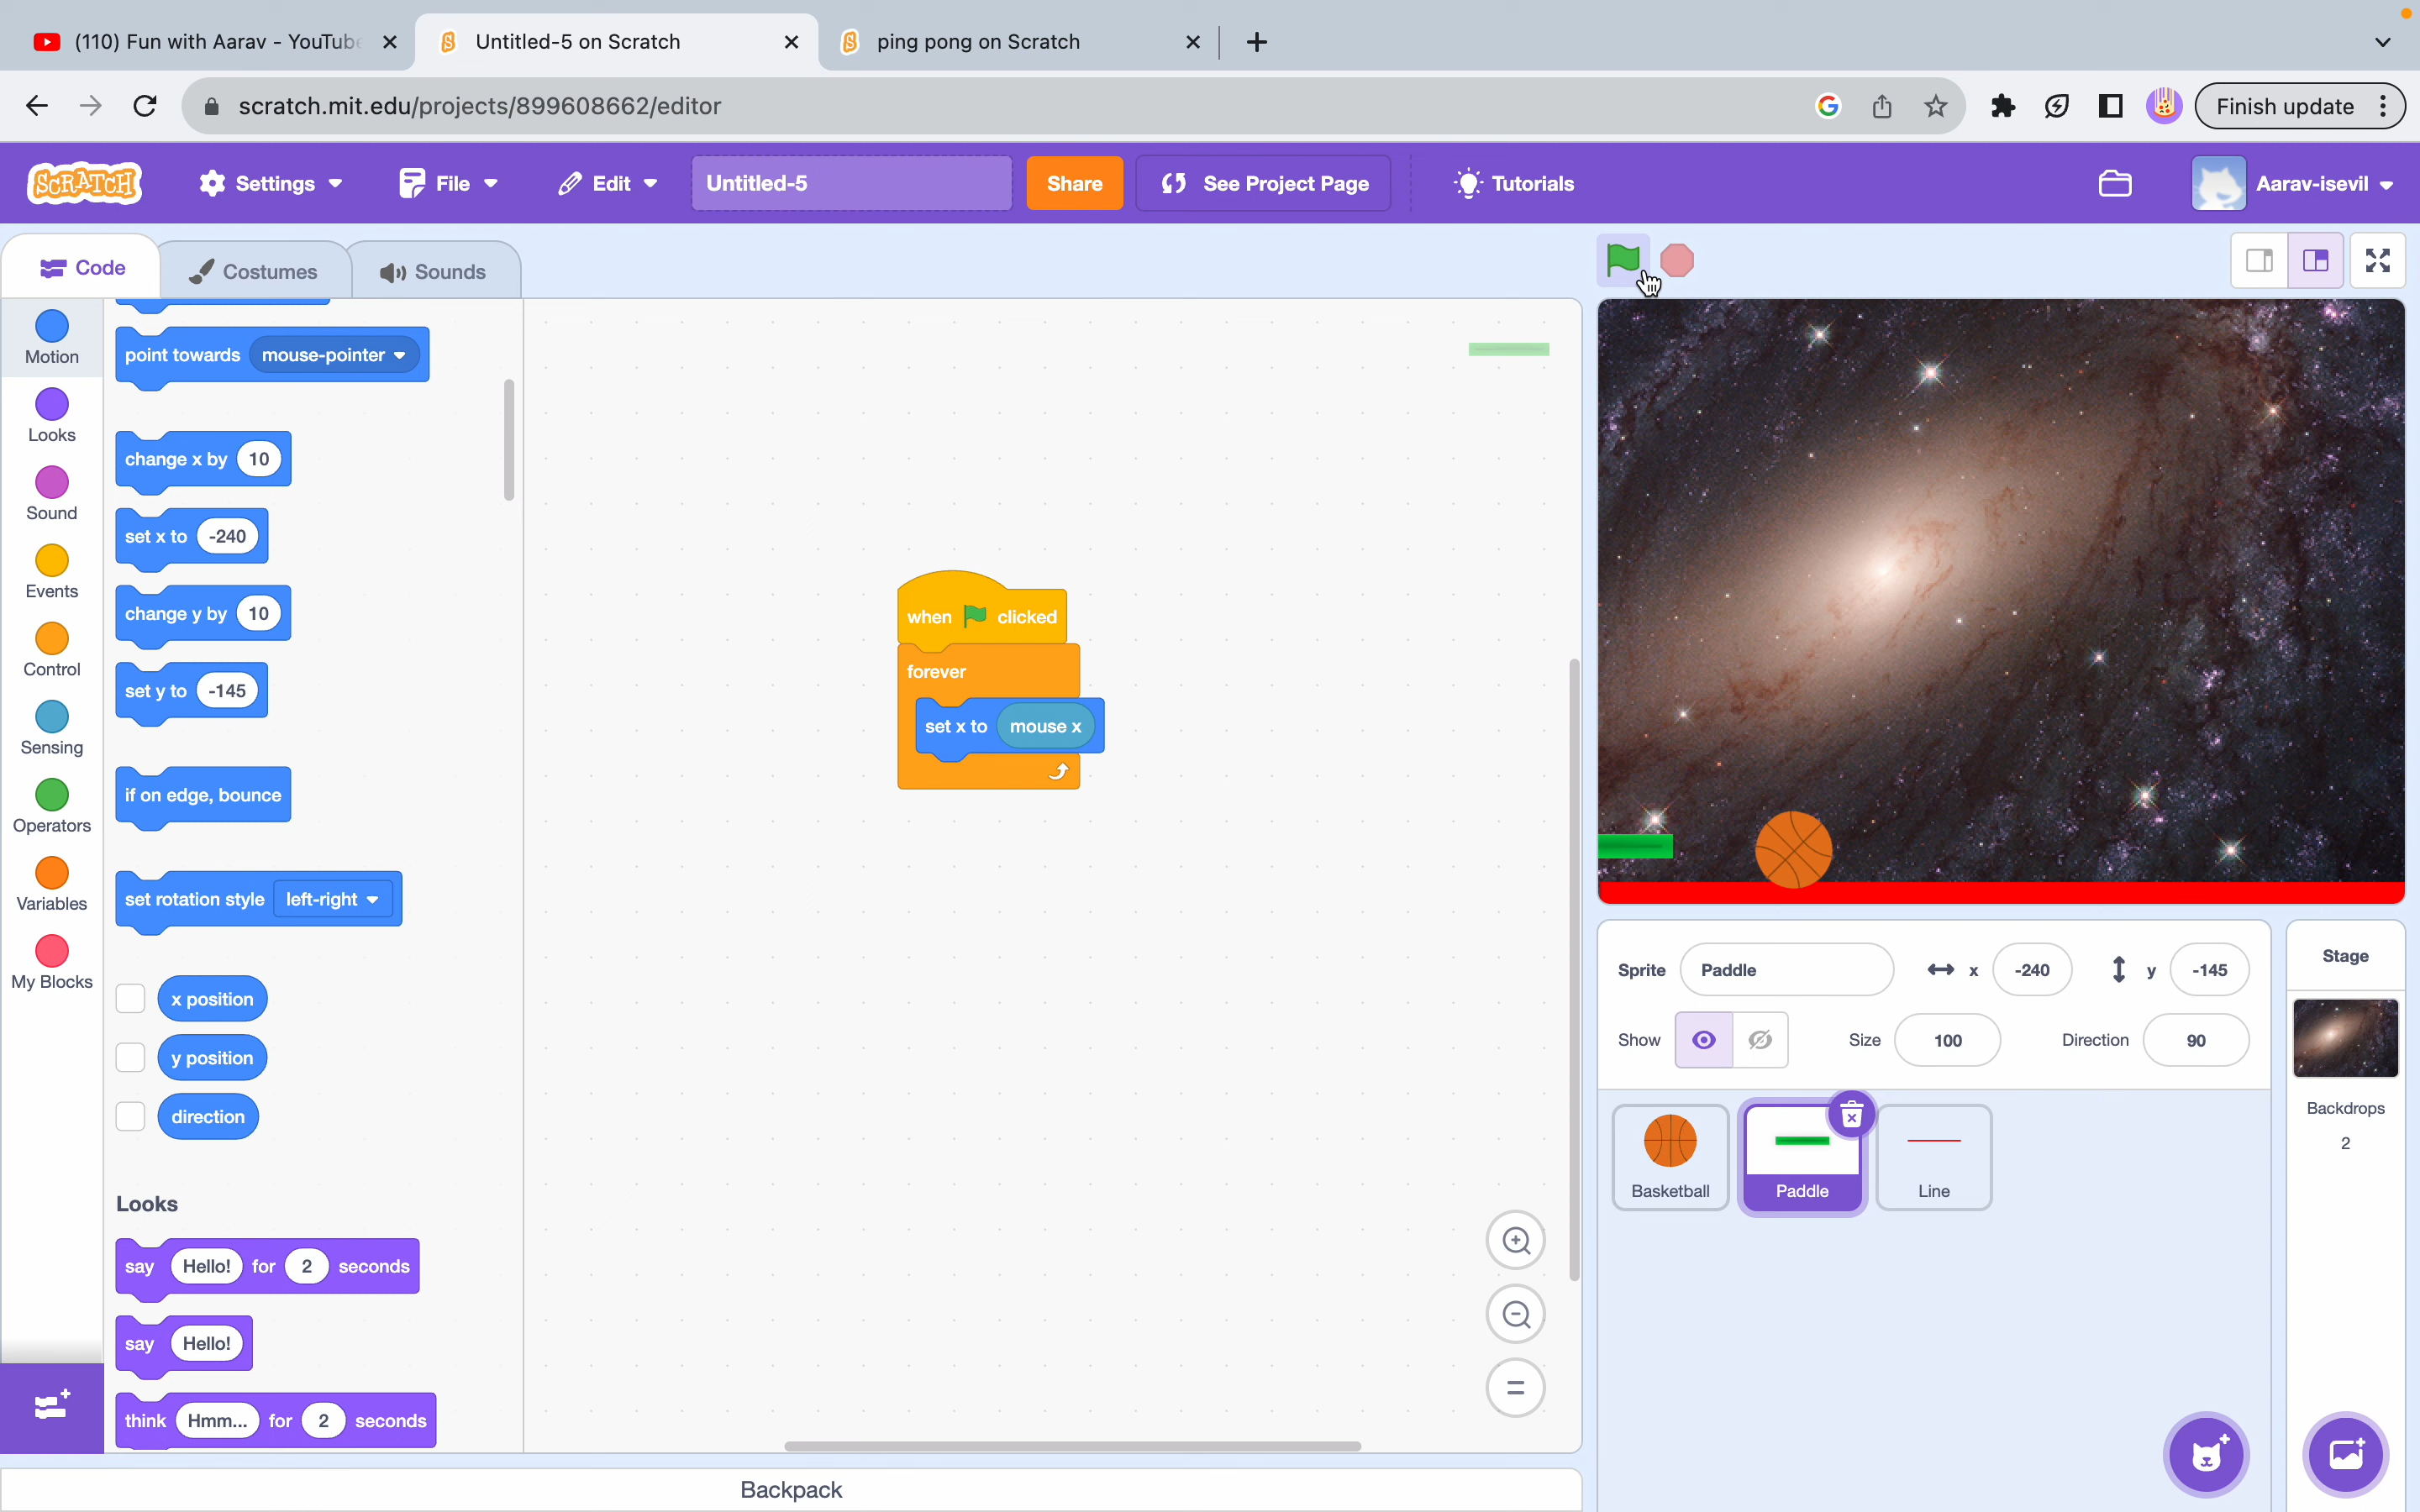 (110) Fun with Aarav - YouTube
Untitled-5 on Scratch
ping pong on Scratch
scratch.mit.edu/projects/899608662/editor
Finish update
SCRATCH
Settings
File
Edit
Untitled-5
Share
See Project Page
Tutorials
Aarav-isevil
Code
Costumes
Sounds
Motion
Looks
Sound
Events
Control
Sensing
Operators
Variables
My Blocks
point towards mouse-pointer
change x by 10
set x to -240
change y by 10
set y to -145
if on edge, bounce
set rotation style left-right
x position
y position
direction
Looks
say Hello! for 2 seconds
say Hello!
think Hmm... for 2 seconds
when clicked
forever
set x to mouse x
Sprite Paddle x -240 y -145
Show Size 100 Direction 90
Basketball
Paddle
Line
Stage
Backdrops
2
Backpack